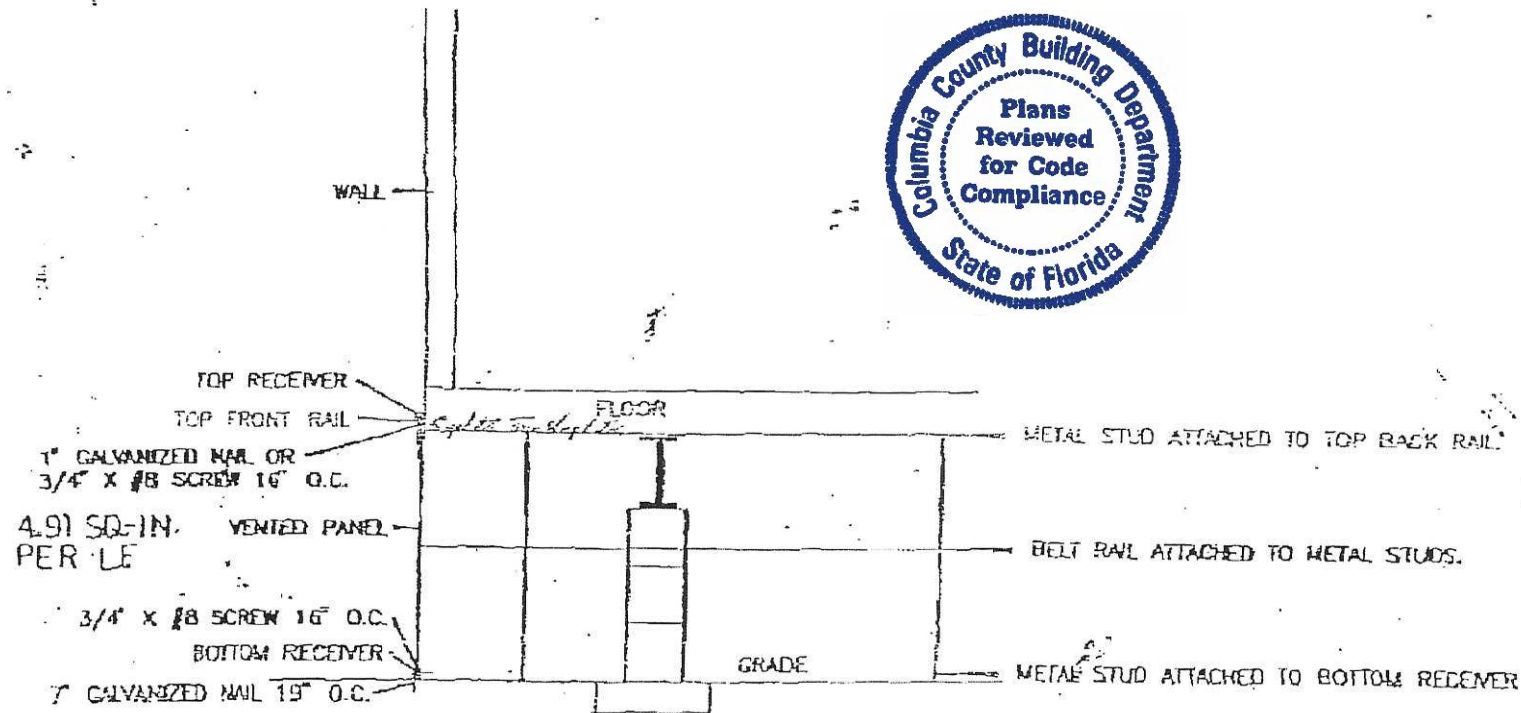 Columbia County Building Department
Plans
Reviewed
for Code
Compliance
State of Florida
WALL
TOP RECEIVER
TOP FRONT RAIL
FLOOR
1" GALVANIZED NAIL OR
3/4" X #8 SCREW 16" O.C.
METAL STUD ATTACHED TO TOP BACK RAIL.
4.91 SQ-IN.
PER LF
VENTED PANEL
BELT RAIL ATTACHED TO METAL STUDS.
3/4" X #8 SCREW 16" O.C.
BOTTOM RECEIVER
GRADE
METAL STUD ATTACHED TO BOTTOM RECEIVER
7" GALVANIZED NAIL 19" O.C.